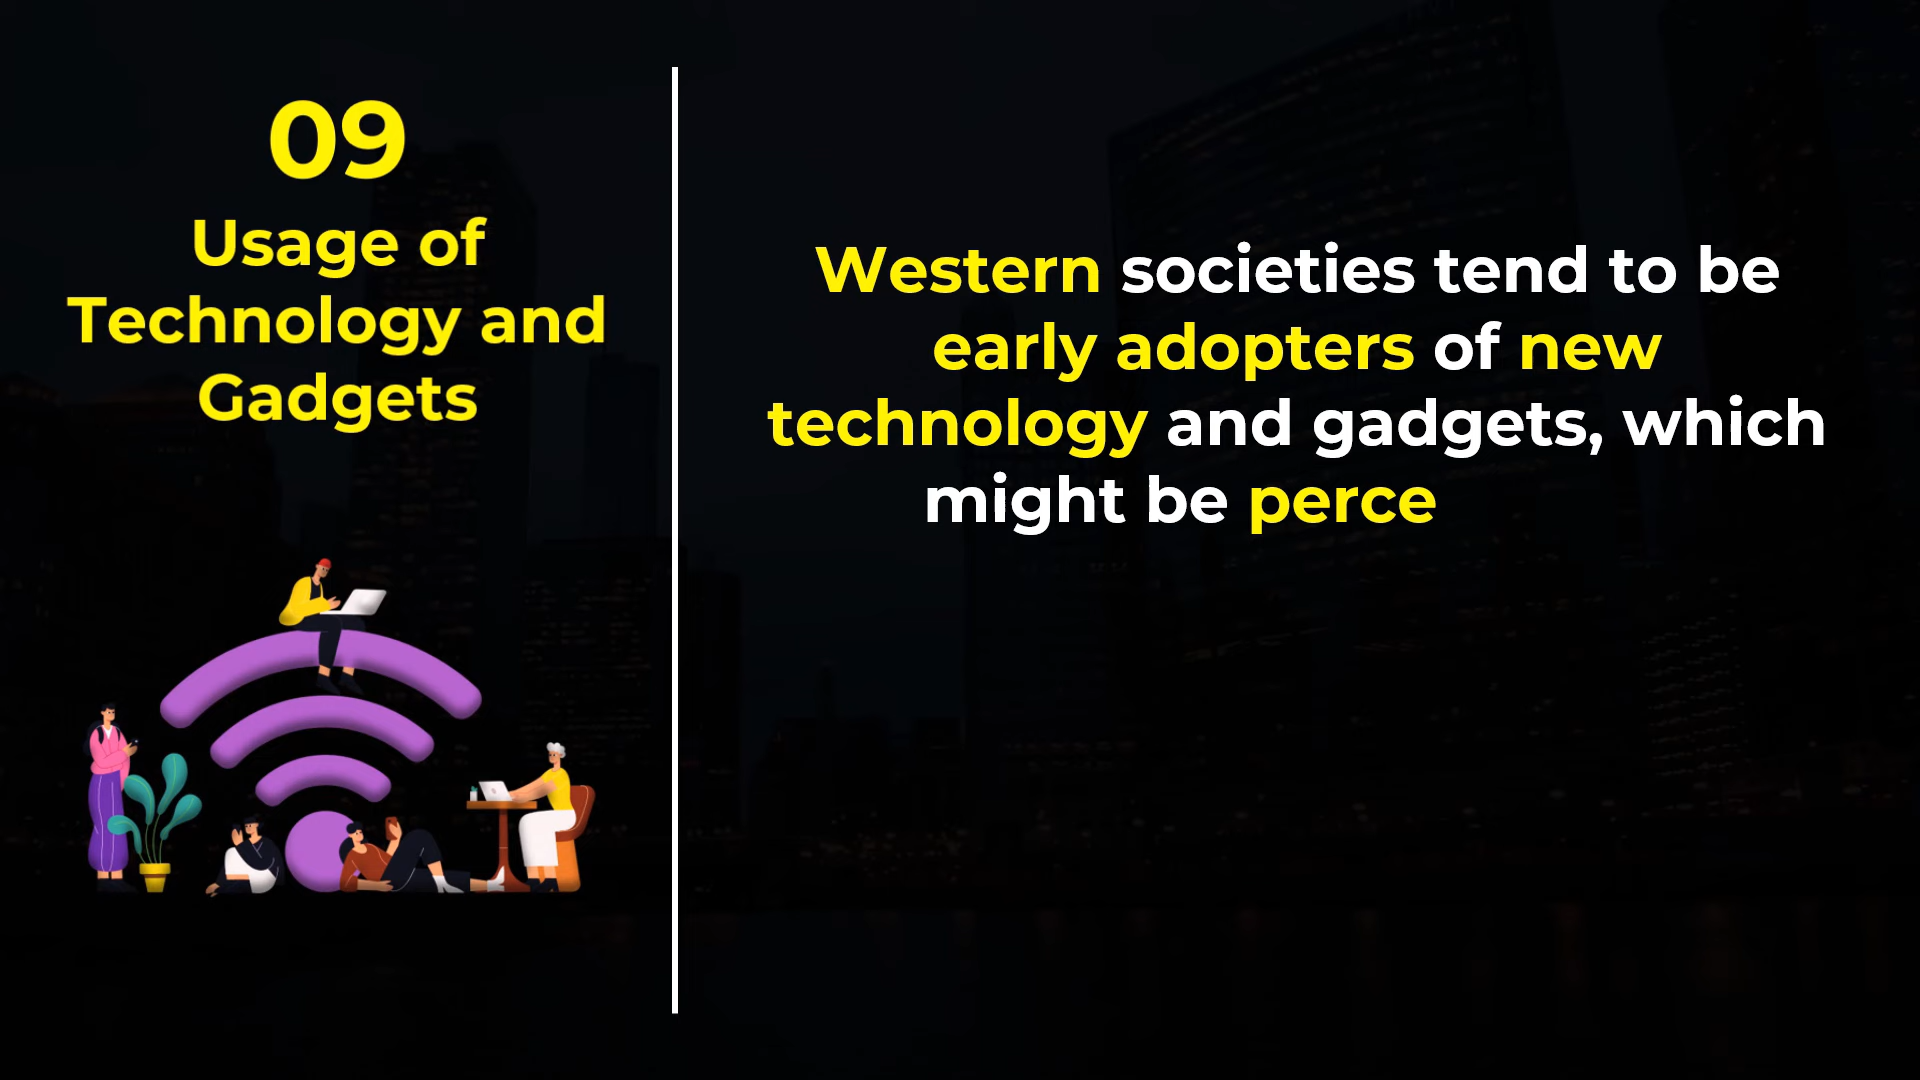 09
Usage of
Technology and
Gadgets
Western societies tend to be
early adopters of new
technology and gadgets, which
might be perce